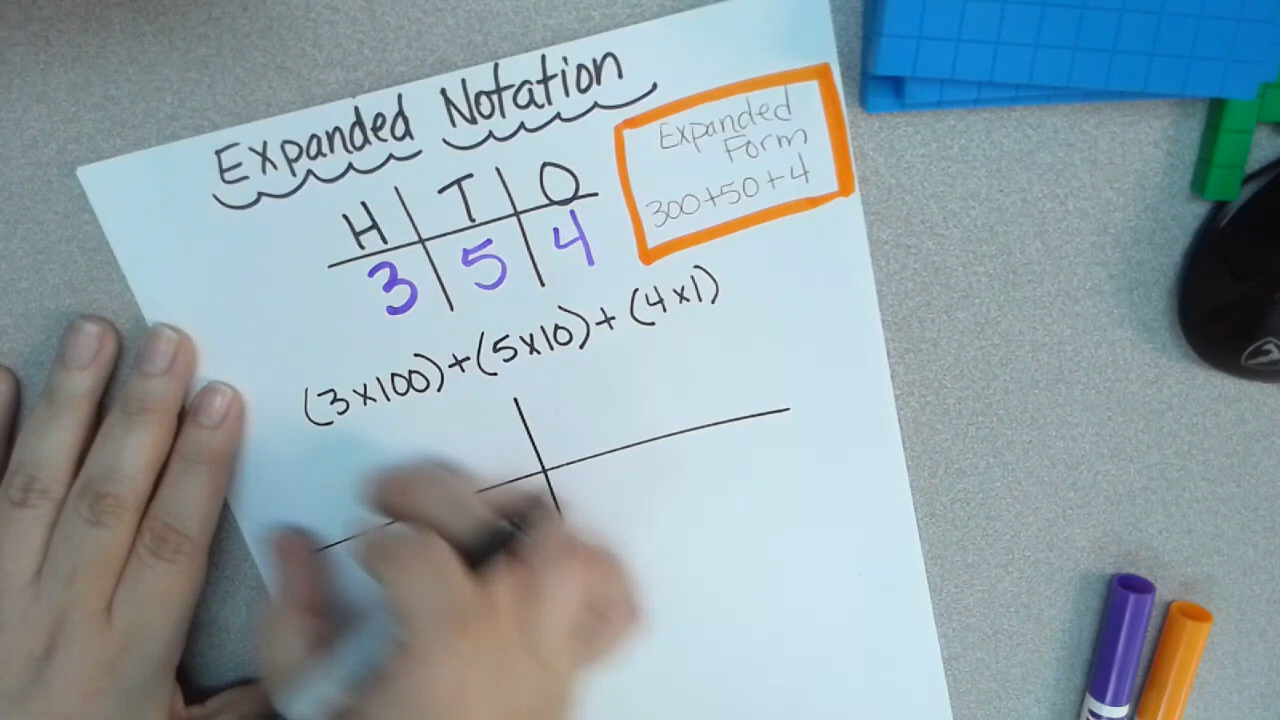 Expanded Notation
Expanded
Form
300+50+4
H T O
3 5 4
(3x100)+(5x10)+(4x1)